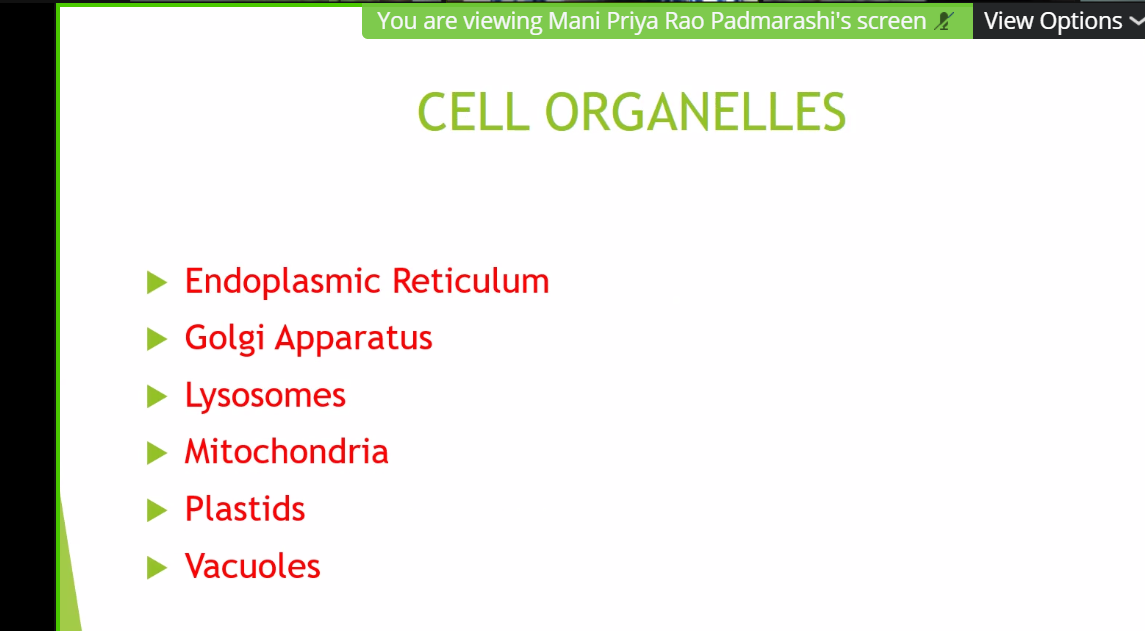 You are viewing Mani Priya Rao Padmarashi's screen View Options
CELL ORGANELLES
Endoplasmic Reticulum
Golgi Apparatus
Lysosomes
Mitochondria
Plastids
Vacuoles